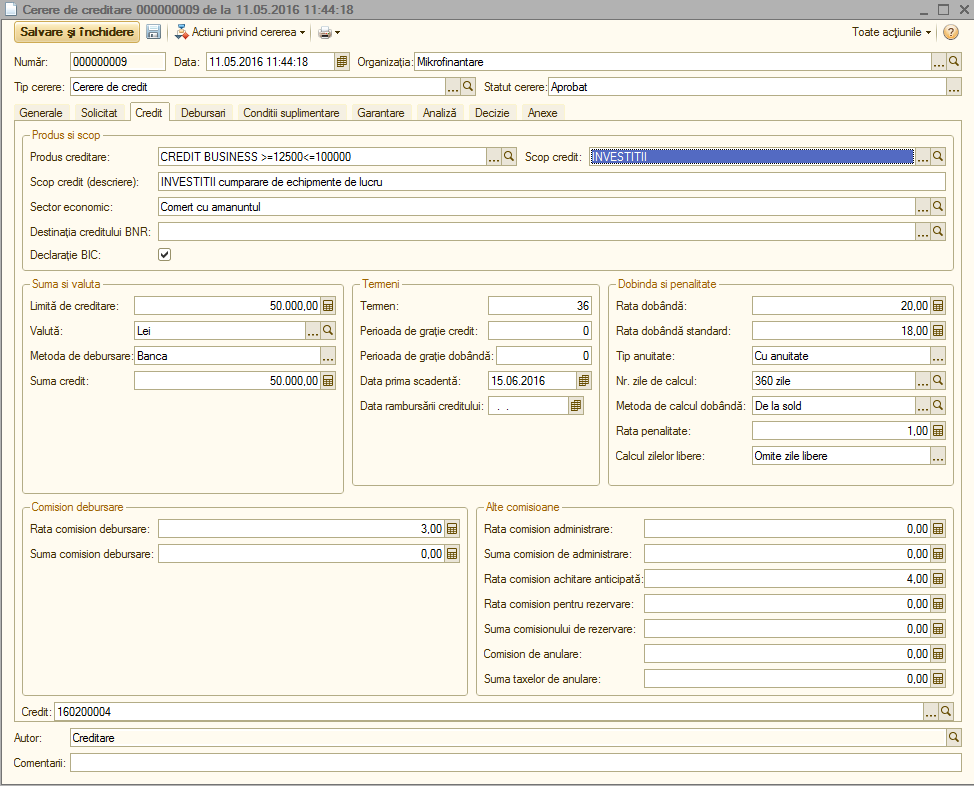 Cerere de creditare 000000009 de la 11.05.2016 11:44:18
Salvare și închidere Actiuni privind cererea Toate acțiunile ?
Număr: 000000009 Data: 11.05.2016 11:44:18 Organizația: Mikrofinantare ...
Tip cerere: Cerere de credit ... Statut cerere: Aprobat ...
Generale Solicitat Credit Debursari Conditii suplimentare Garantare Analiză Decizie Anexe
Produs si scop
Produs creditare: CREDIT BUSINESS >=12500<=100000 ... Scop credit: INVESTITII ...
Scop credit (descriere): INVESTITII cumparare de echipmente de lucru
Sector economic: Comert cu amanuntul ...
Destinația creditului BNR: ...
Declarație BIC:
Suma si valuta Termeni Dobinda si penalitate
Limită de creditare: 50.000,00 Termen: 36 Rata dobândă: 20,00
Valută: Lei ... Perioada de grație credit: 0 Rata dobândă standard: 18,00
Metoda de debursare: Banca ... Perioada de grație dobândă: 0 Tip anuitate: Cu anuitate ...
Suma credit: 50.000,00 Data prima scadentă: 15.06.2016 Nr. zile de calcul: 360 zile ...
Data rambursării creditului: . . Metoda de calcul dobândă: De la sold ...
Rata penalitate: 1,00
Calcul zilelor libere: Omite zile libere ...
Comision debursare Alte comisioane
Rata comision debursare: 3,00 Rata comision administrare: 0,00
Suma comision debursare: 0,00 Suma comision de administrare: 0,00
Rata comision achitare anticipată: 4,00
Rata comision pentru rezervare: 0,00
Suma comisionului de rezervare: 0,00
Comision de anulare: 0,00
Suma taxelor de anulare: 0,00
Credit: 160200004 ...
Autor: Creditare
Comentarii: